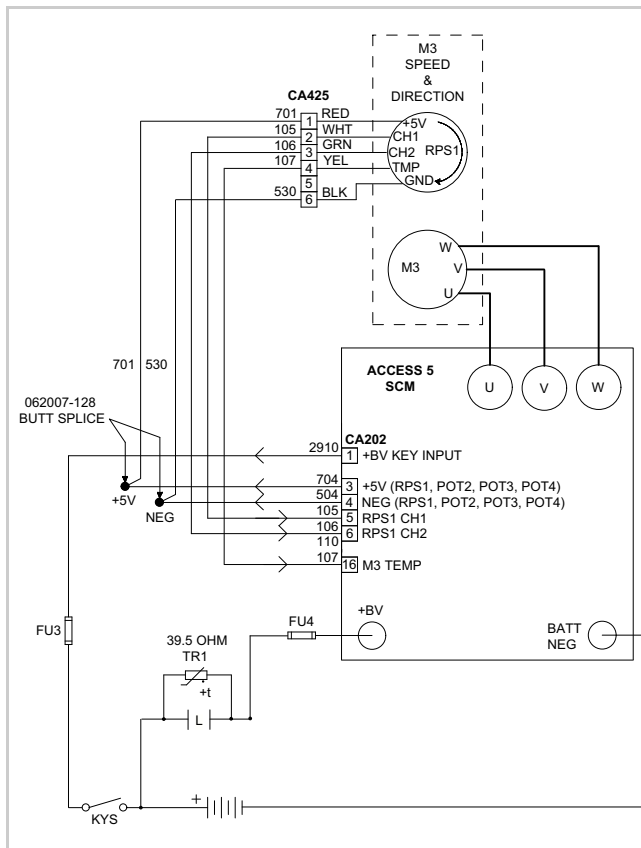 M3
SPEED
&
DIRECTION
CA425
701 1 RED
105 2 WHT
106 3 GRN
107 4 YEL
5
530 6 BLK
+5V
CH1
CH2 RPS1
TMP
GND
M3
W
V
U
701 530
062007-128
BUTT SPLICE
+5V
NEG
ACCESS 5
SCM
U V W
CA202
2910 1 +BV KEY INPUT
704 3 +5V (RPS1, POT2, POT3, POT4)
504 4 NEG (RPS1, POT2, POT3, POT4)
105 5 RPS1 CH1
106 6 RPS1 CH2
110
107 16 M3 TEMP
+BV
BATT
NEG
FU3
39.5 OHM
TR1
+t
L
FU4
KYS
+